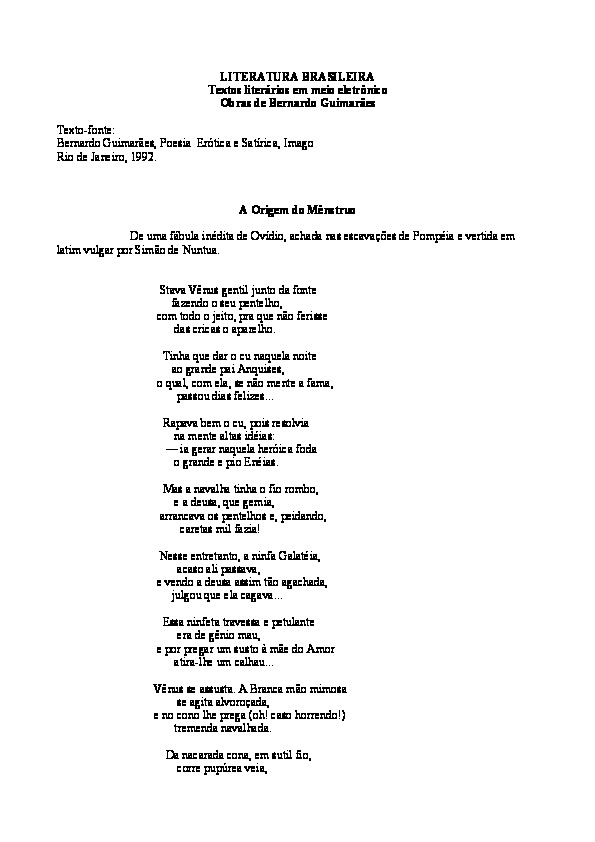 LITERATURA BRASILEIRA
Textos literários em meio eletrônico
Obras de Bernardo Guimarães
Texto-fonte:
Bernardo Guimarães, Poesia Erótica e Satírica, Imago
Rio de Janeiro, 1992.
A Origem do Mênstruo
De uma fábula inédita de Ovídio, achada nas escavações de Pompéia e vertida em
latim vulgar por Simão de Nuntua.
Stava Vênus gentil junto da fonte
fazendo o seu pentelho,
com todo o jeito, pra que não ferisse
das cricas o aparelho.
Tinha que dar o cu naquela noite
ao grande pai Anquises,
o qual, com ela, se não mente a fama,
passou dias felizes...
Rapava bem o cu, pois resolvia
na mente altas idéias:
— ia gerar naquela heróica foda
o grande e pio Enéias.
Mas a navalha tinha o fio rombo,
e a deusa, que gemia,
arrancava os pentelhos e, peidando,
caretas mil fazia!
Nesse entretanto, a ninfa Galatéia,
acaso ali passava,
e vendo a deusa assim tão agachada,
julgou que ela cagava...
Essa ninfeta travessa e petulante
era de gênio mau,
e por pregar um susto à mãe do Amor
atira-lhe um calhau...
Vênus se assusta. A Branca mão mimosa
se agita alvoroçada,
e no cono lhe prega (oh! caso horrendo!)
tremenda navalhada.
Da nacarada cona, em sutil fio,
corre pupúrea veia,